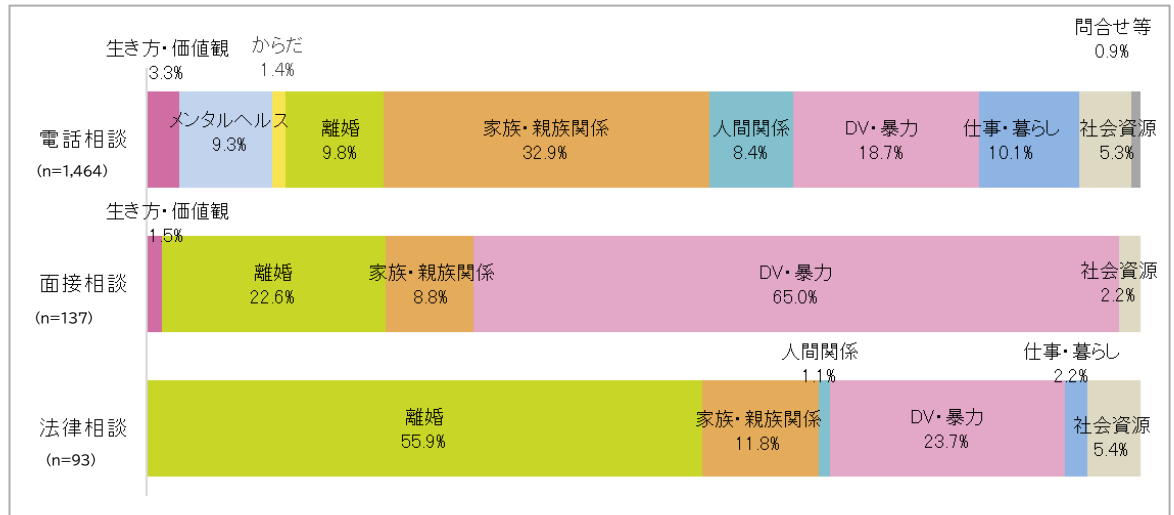 生き方・価値観
3.3%
からだ
1.4%
問合せ等
0.9%
電話相談
(n=1,464)
メンタルヘルス
9.3%
離婚
9.8%
家族・親族関係
32.9%
人間関係
8.4%
DV・暴力
18.7%
仕事・暮らし
10.1%
社会資源
5.3%
生き方・価値観
1.5%
面接相談
(n=137)
離婚
22.6%
家族・親族関係
8.8%
DV・暴力
65.0%
社会資源
2.2%
人間関係
1.1%
仕事・暮らし
2.2%
法律相談
(n=93)
離婚
55.9%
家族・親族関係
11.8%
DV・暴力
23.7%
社会資源
5.4%